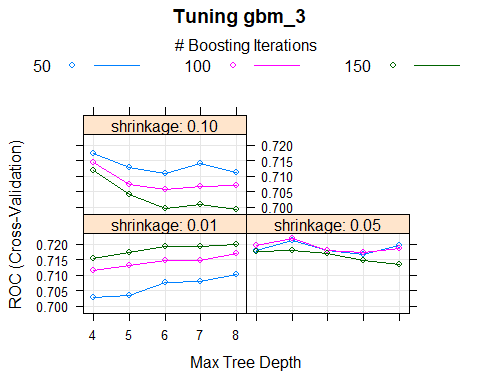 Tuning gbm_3
# Boosting Iterations
50 100 150
shrinkage: 0.10
0.720
0.715
0.710
0.705
0.700
shrinkage: 0.01 shrinkage: 0.05
0.720
0.715
0.710
0.705
0.700
4 5 6 7 8
Max Tree Depth
ROC (Cross-Validation)